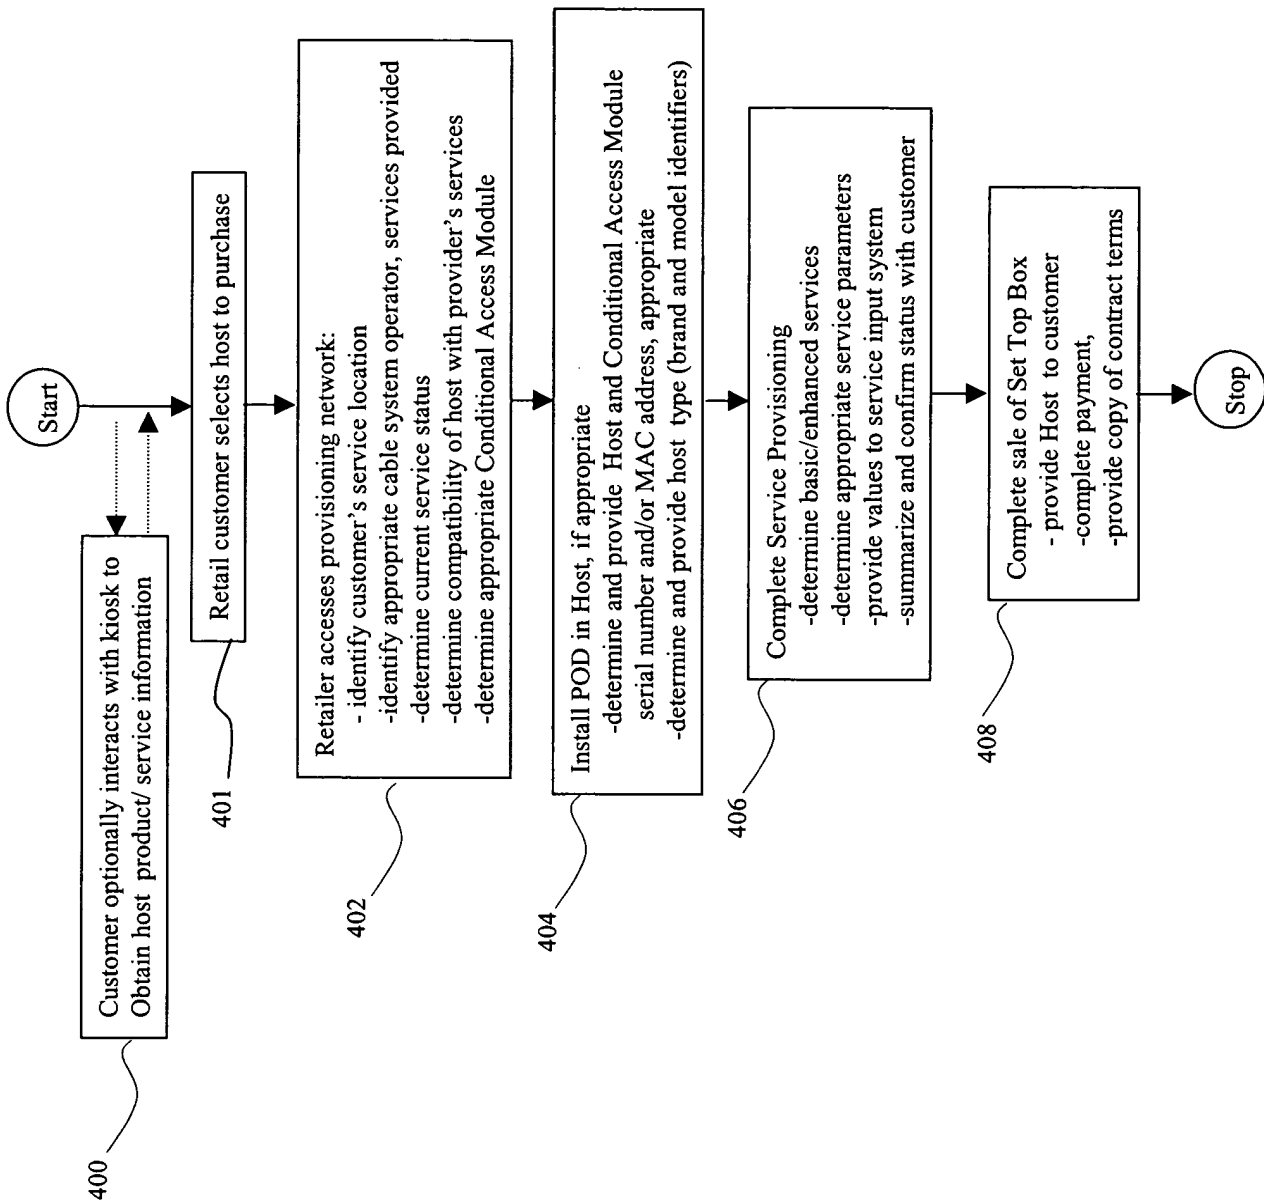 Start
Customer optionally interacts with kiosk to
Obtain host product/ service information
400
Retail customer selects host to purchase
401
Retailer accesses provisioning network:
- identify customer's service location
-identify appropriate cable system operator, services provided
-determine current service status
-determine compatibility of host with provider's services
-determine appropriate Conditional Access Module
402
Install POD in Host, if appropriate
-determine and provide Host and Conditional Access Module
serial number and/or MAC address, appropriate
-determine and provide host type (brand and model identifiers)
404
Complete Service Provisioning
-determine basic/enhanced services
-determine appropriate service parameters
-provide values to service input system
-summarize and confirm status with customer
406
Complete sale of Set Top Box
- provide Host to customer
-complete payment,
-provide copy of contract terms
408
Stop